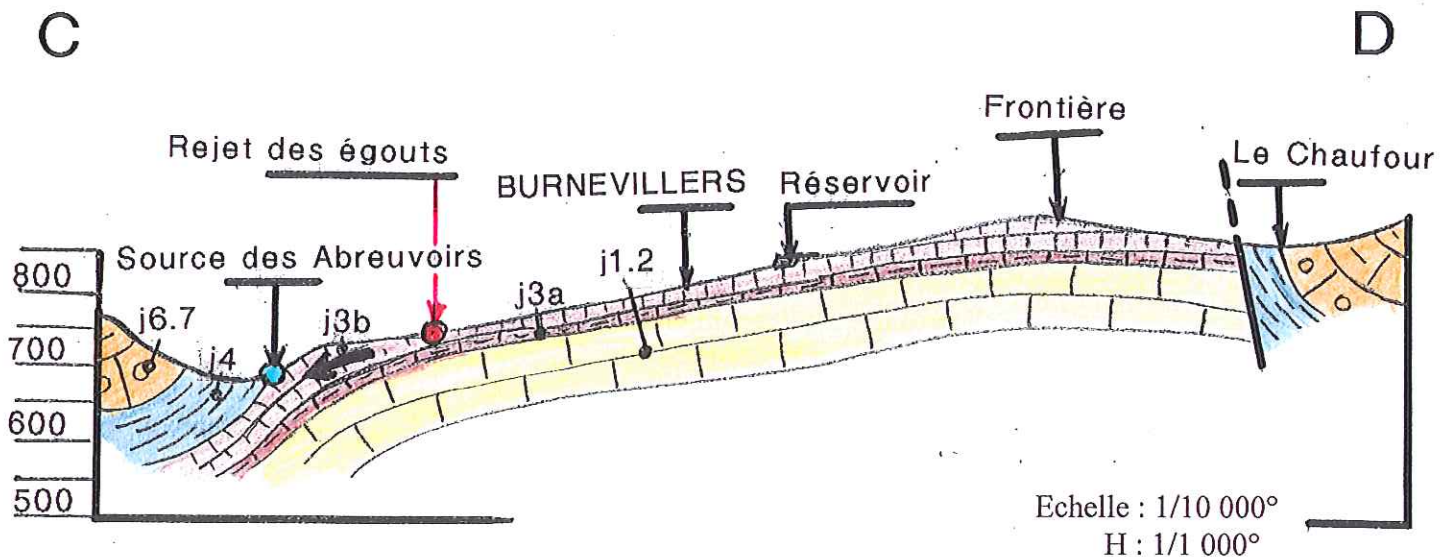 C
D
Frontière
Rejet des égouts
Le Chaufour
BURNEVILLERS
Réservoir
Source des Abreuvoirs
j1.2
800
j3a
j6.7
j3b
700
j4
600
500
Echelle : 1/10 000°
H : 1/1 000°